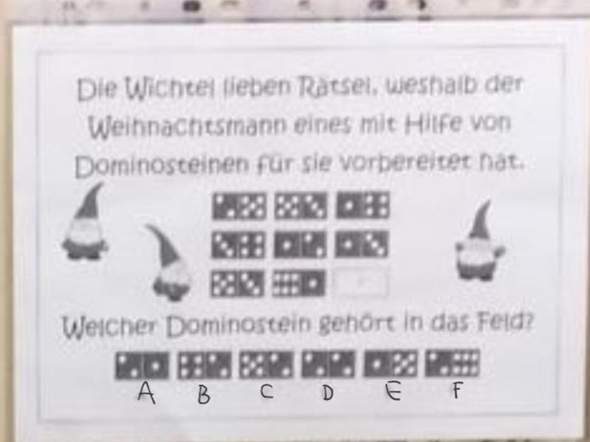 Die Wichtel lieben Rätsel, weshalb der
Weihnachtsmann eines mit Hilfe von
Dominosteinen für sie vorbereitet hat.
Welcher Dominostein gehört in das Feld?
A B C D E F